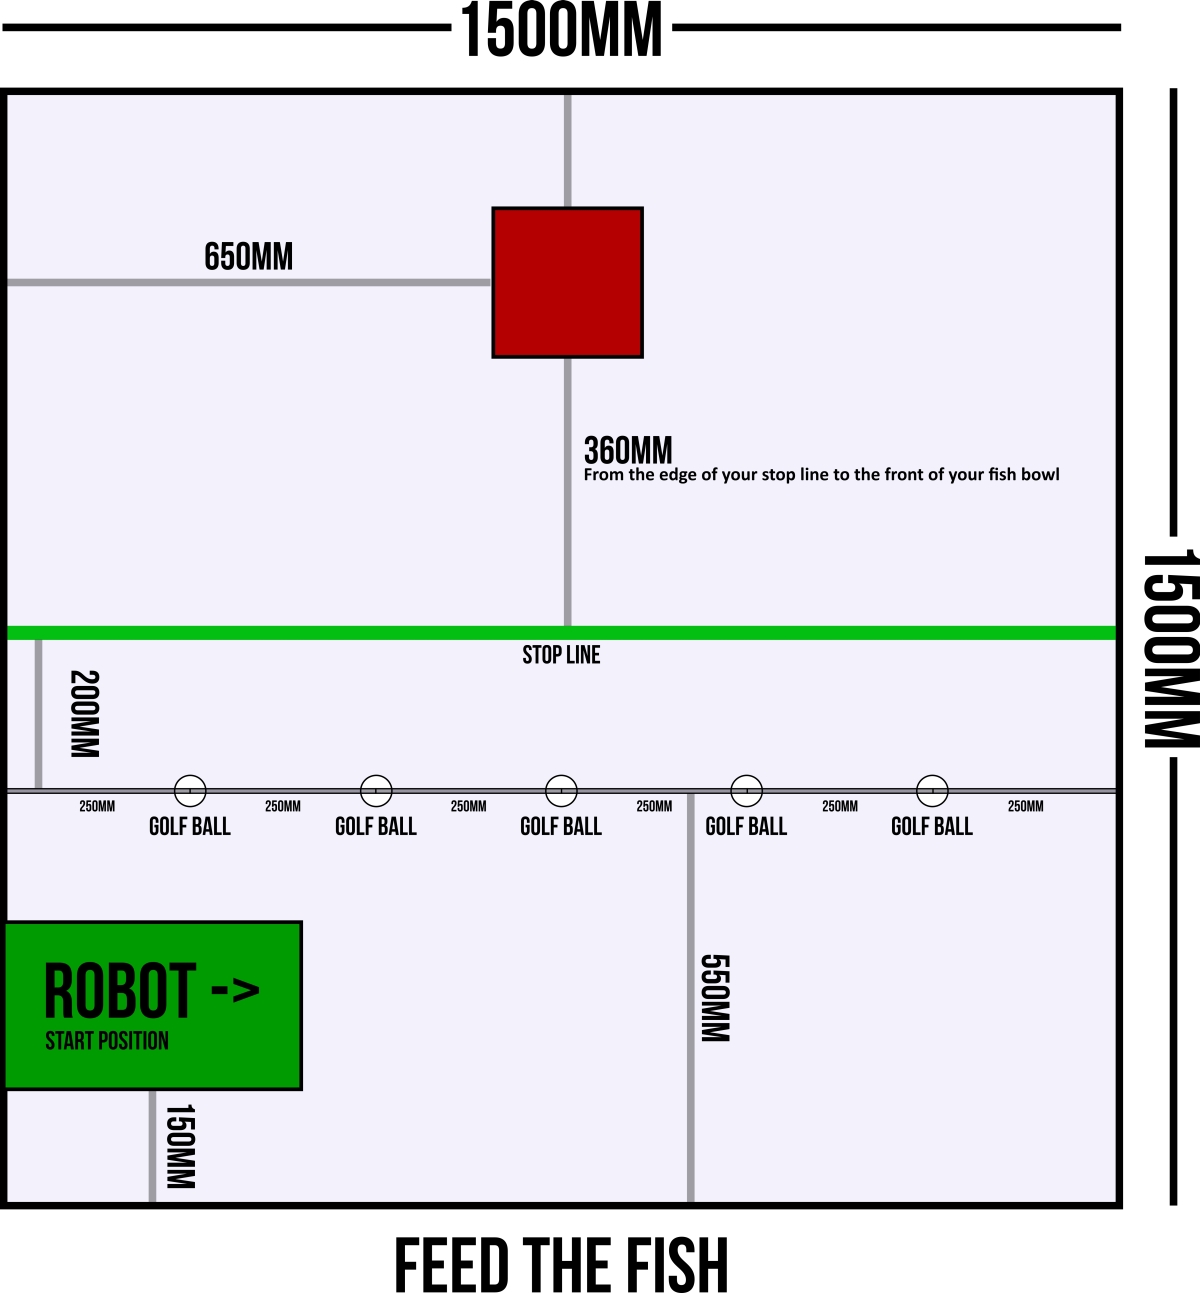 1500MM
650MM
360MM
From the edge of your stop line to the front of your fish bowl
1500MM
STOP LINE
200MM
250MM
250MM
250MM
250MM
250MM
250MM
GOLF BALL
GOLF BALL
GOLF BALL
GOLF BALL
GOLF BALL
ROBOT ->
START POSITION
550MM
150MM
FEED THE FISH